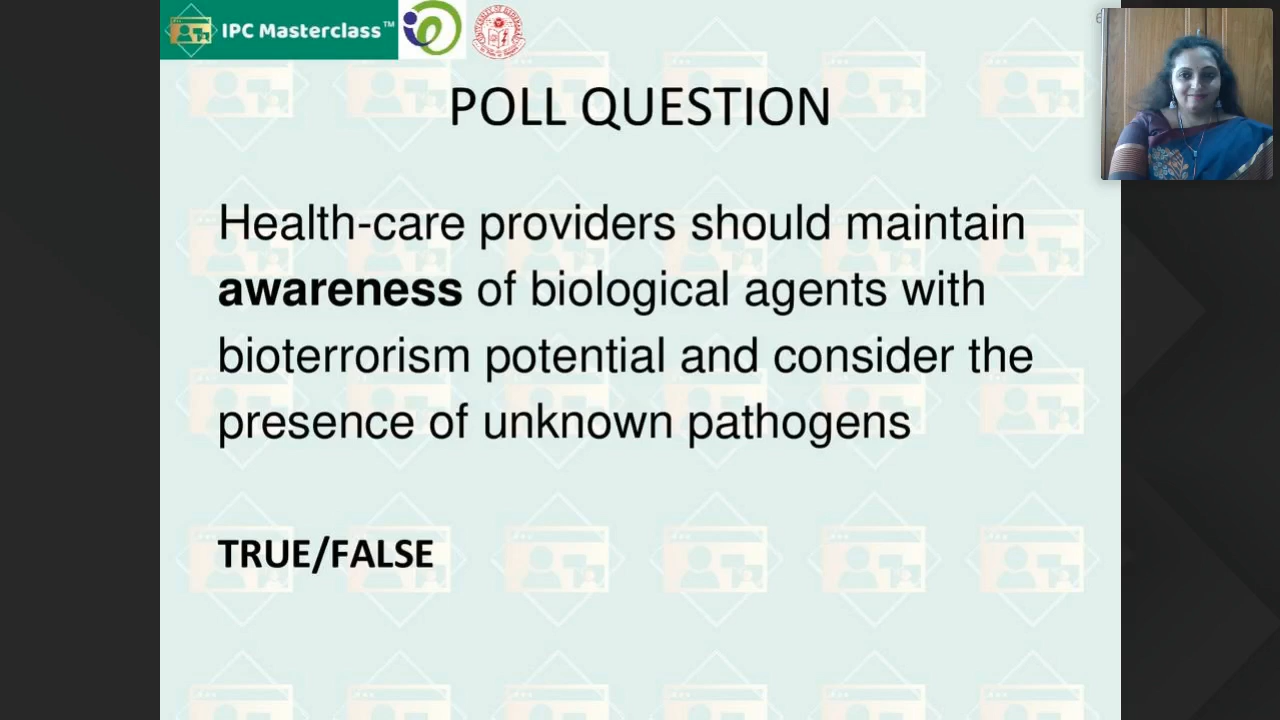 IPC Masterclass™
POLL QUESTION
Health-care providers should maintain
awareness of biological agents with
bioterrorism potential and consider the
presence of unknown pathogens
TRUE/FALSE